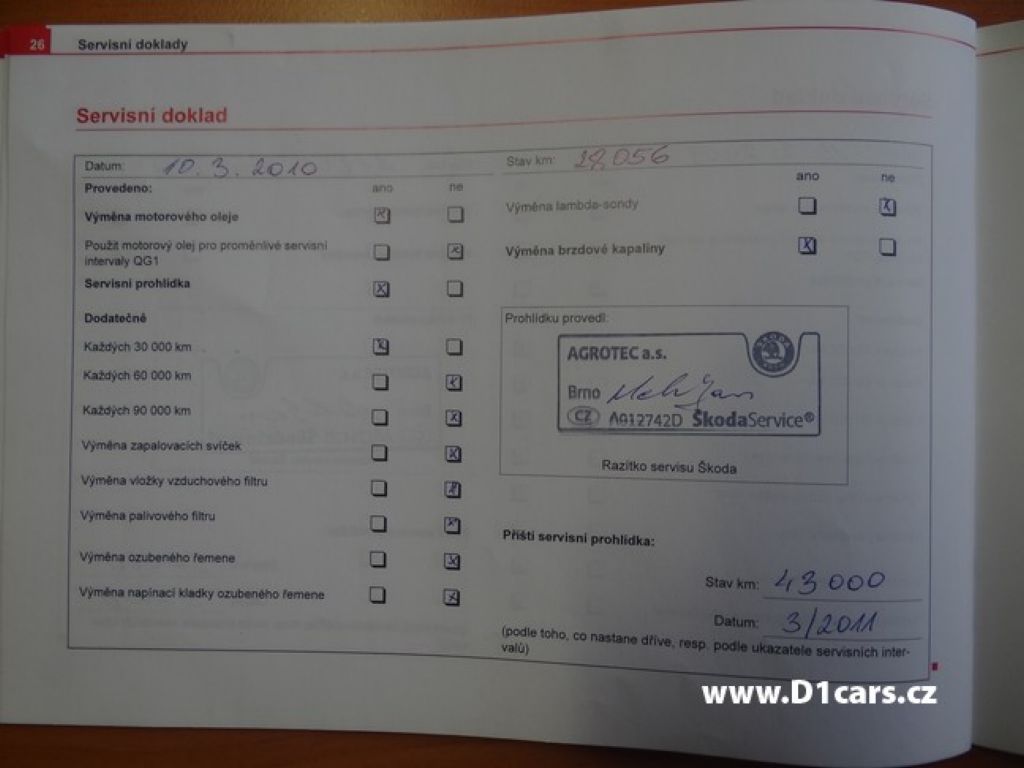 26 Servisní doklady
Servisní doklad
Datum: 10. 3. 2010
Stav km: 28 056
Provedeno: ano ne
Výměna motorového oleje
Použit motorový olej pro proměnlivé servisní
intervaly QG1
Servisní prohlídka
Dodatečně
Každých 30 000 km
Každých 60 000 km
Každých 90 000 km
Výměna zapalovacích svíček
Výměna vložky vzduchového filtru
Výměna palivového filtru
Výměna ozubeného řemene
Výměna napínací kladky ozubeného řemene
ano ne
Výměna lambda-sondy
Výměna brzdové kapaliny
Prohlídku provedl:
AGROTEC a.s.
ŠKODA
Brno
CZ A912742D ŠkodaService®
Razítko servisu Škoda
Příští servisní prohlídka:
Stav km: 43 000
Datum: 3/2011
(podle toho, co nastane dříve, resp. podle ukazatele servisních inter-
valů)
www.D1cars.cz